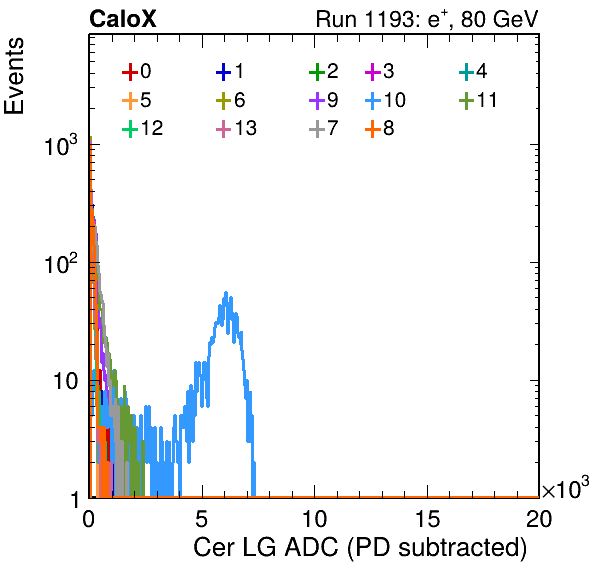 CaloX Run 1193: e⁺, 80 GeV
Events
0 1 2 3 4
5 6 9 10 11
12 13 7 8
10³
10²
10
1
0 5 10 15 20
×10³
Cer LG ADC (PD subtracted)